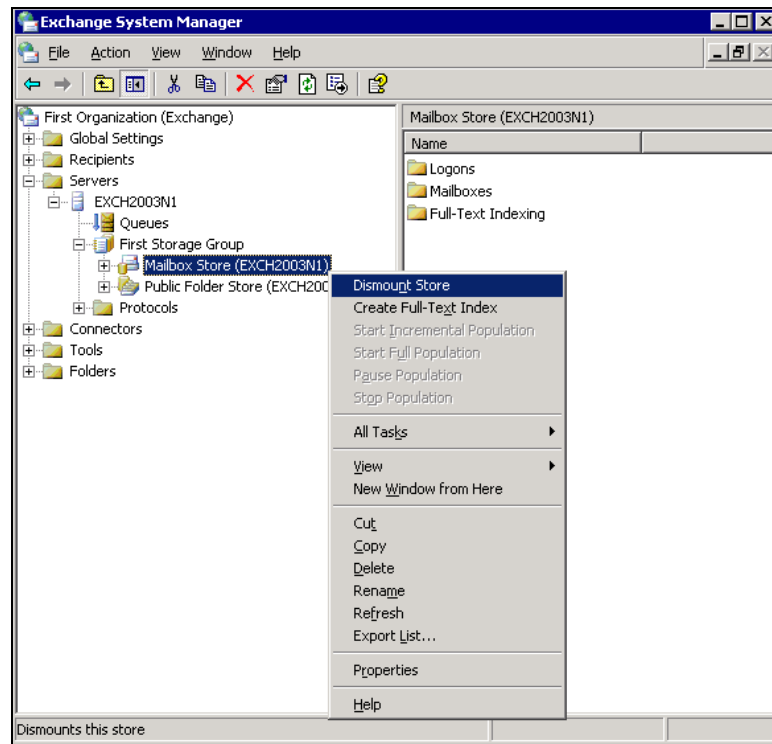 Exchange System Manager
File Action View Window Help
First Organization (Exchange)
Global Settings
Recipients
Servers
EXCH2003N1
Queues
First Storage Group
Mailbox Store (EXCH2003N1)
Public Folder Store (EXCH200
Protocols
Connectors
Tools
Folders
Mailbox Store (EXCH2003N1)
Name
Logons
Mailboxes
Full-Text Indexing
Dismount Store
Create Full-Text Index
Start Incremental Population
Start Full Population
Pause Population
Stop Population
All Tasks
View
New Window from Here
Cut
Copy
Delete
Rename
Refresh
Export List...
Properties
Help
Dismounts this store